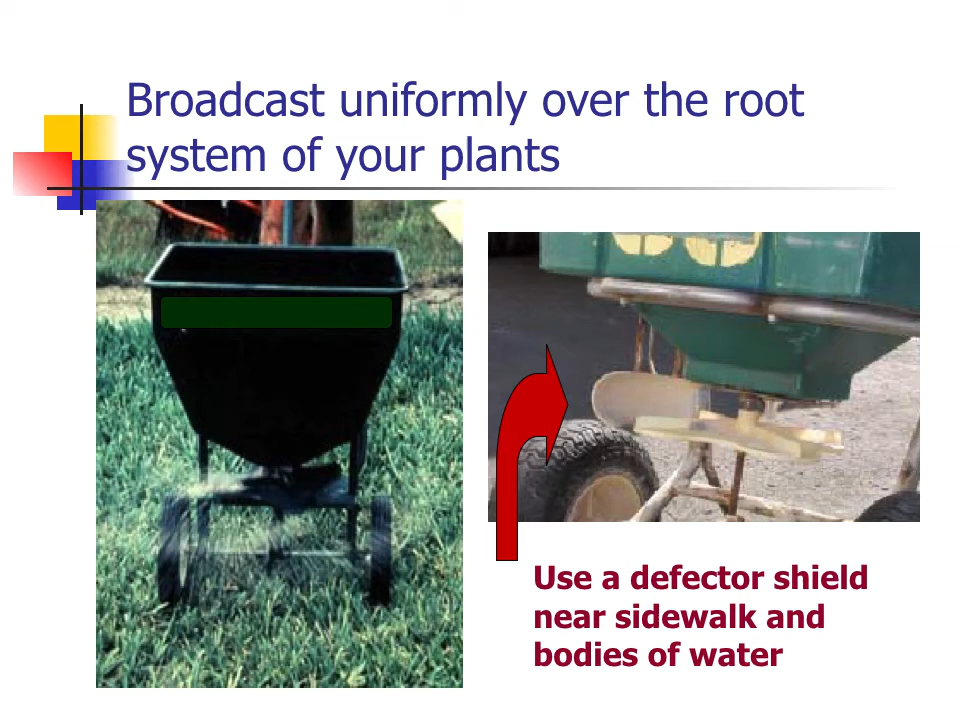 Broadcast uniformly over the root
system of your plants
Use a defector shield
near sidewalk and
bodies of water